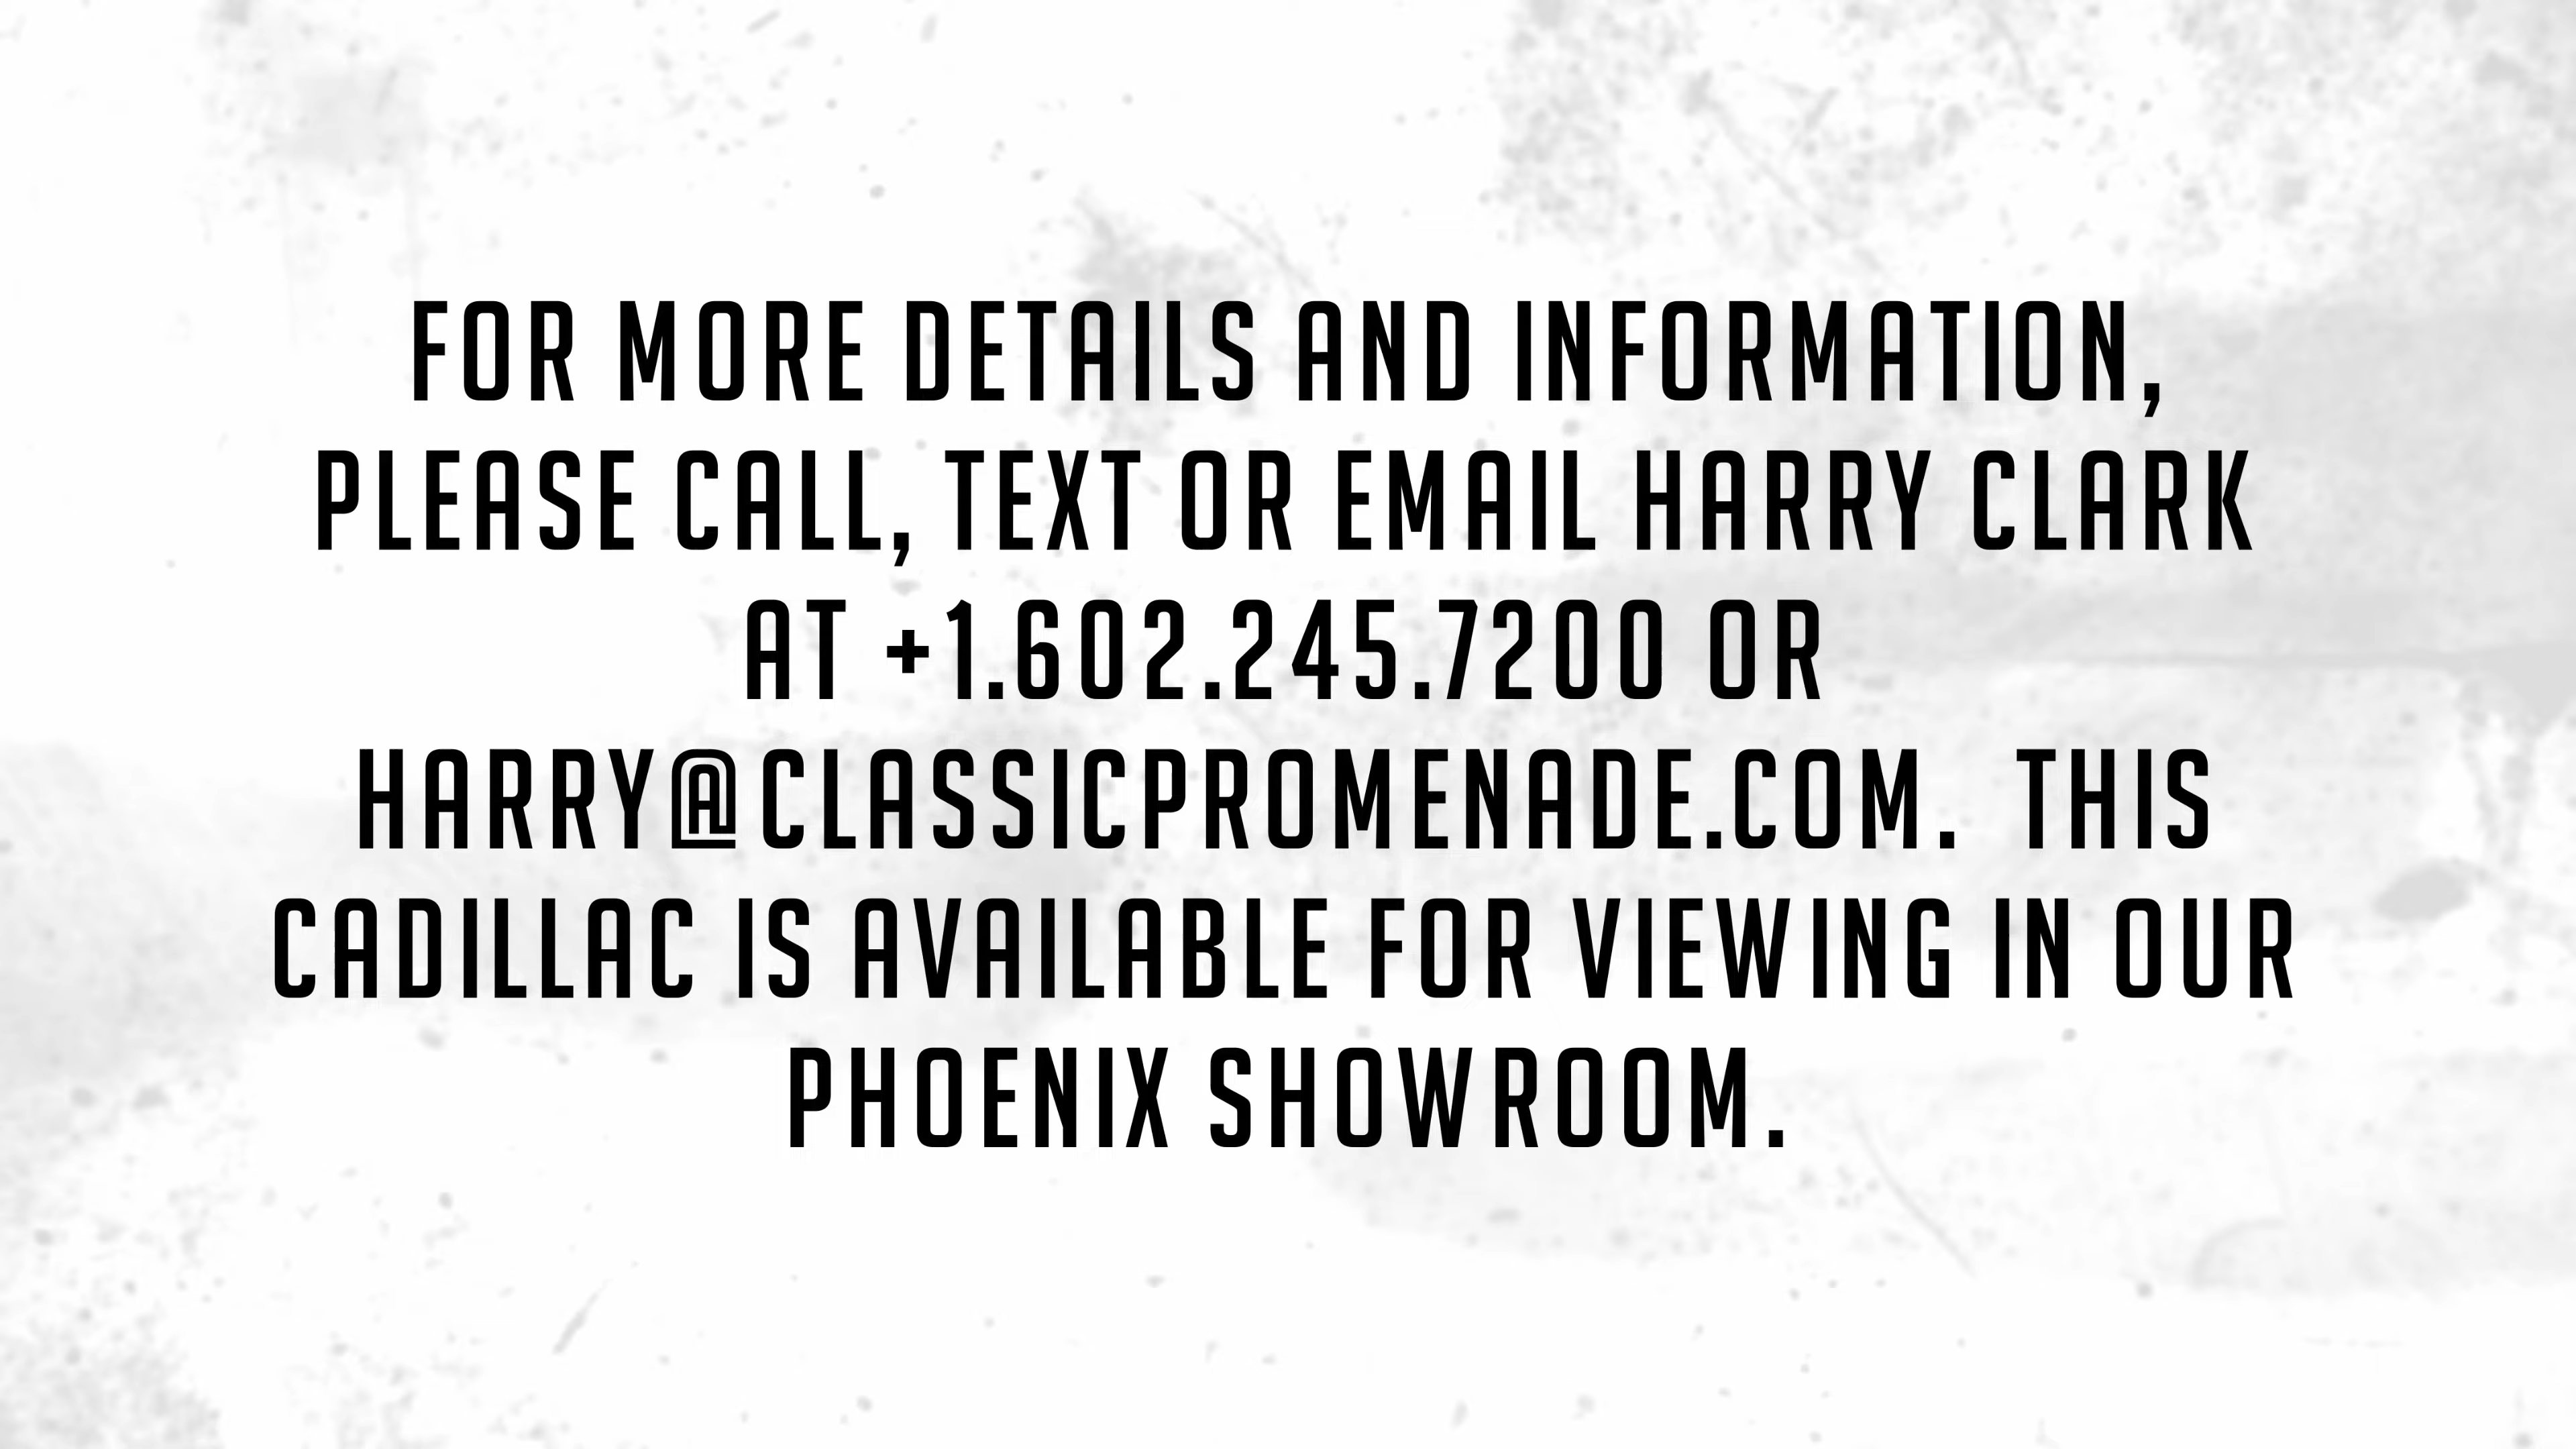 FOR MORE DETAILS AND INFORMATION,
PLEASE CALL, TEXT OR EMAIL HARRY CLARK
AT +1.602.245.7200 OR
HARRY@CLASSICPROMENADE.COM.  THIS
CADILLAC IS AVAILABLE FOR VIEWING IN OUR
PHOENIX SHOWROOM.